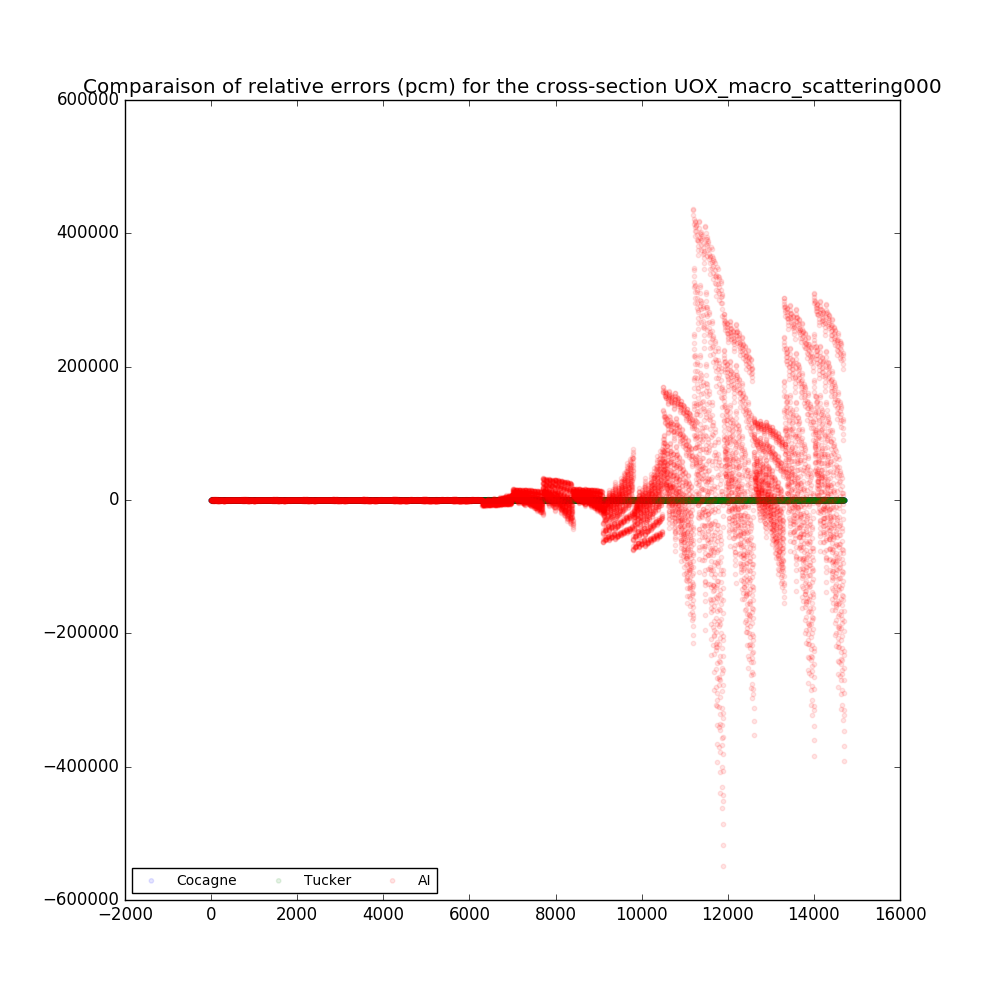 Comparaison of relative errors (pcm) for the cross-section UOX_macro_scattering000
600000
400000
200000
0
−200000
−400000
−600000
Cocagne Tucker AI
−2000 0 2000 4000 6000 8000 10000 12000 14000 16000